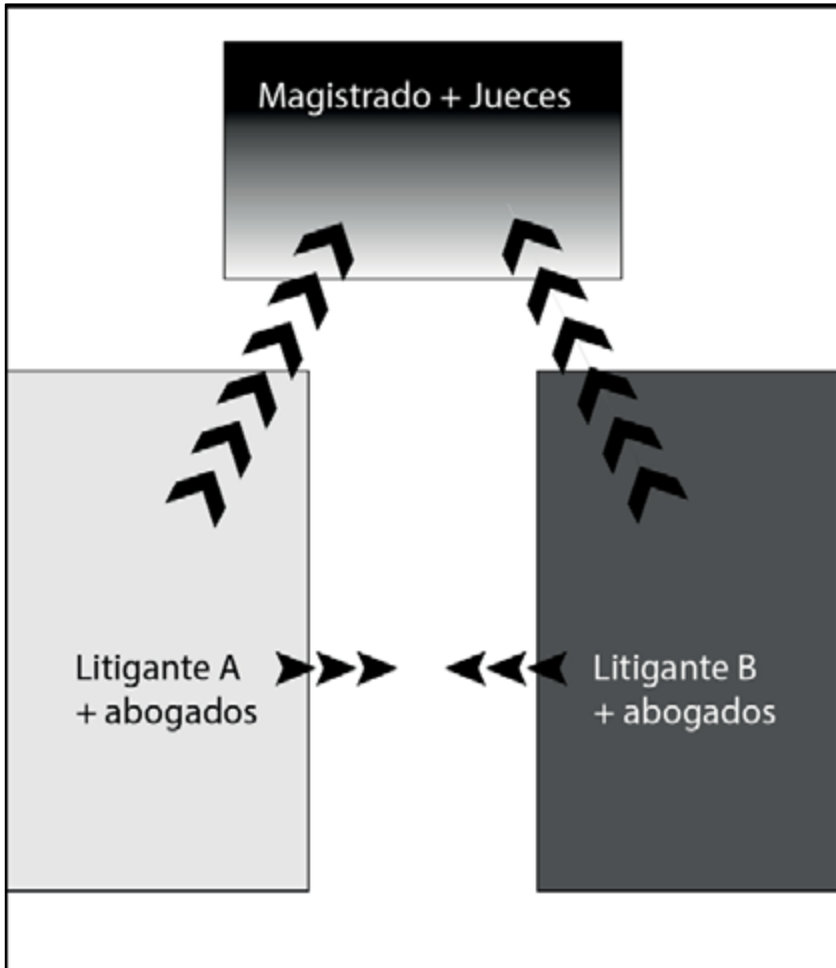 Magistrado + Jueces
Litigante A
+ abogados
Litigante B
+ abogados